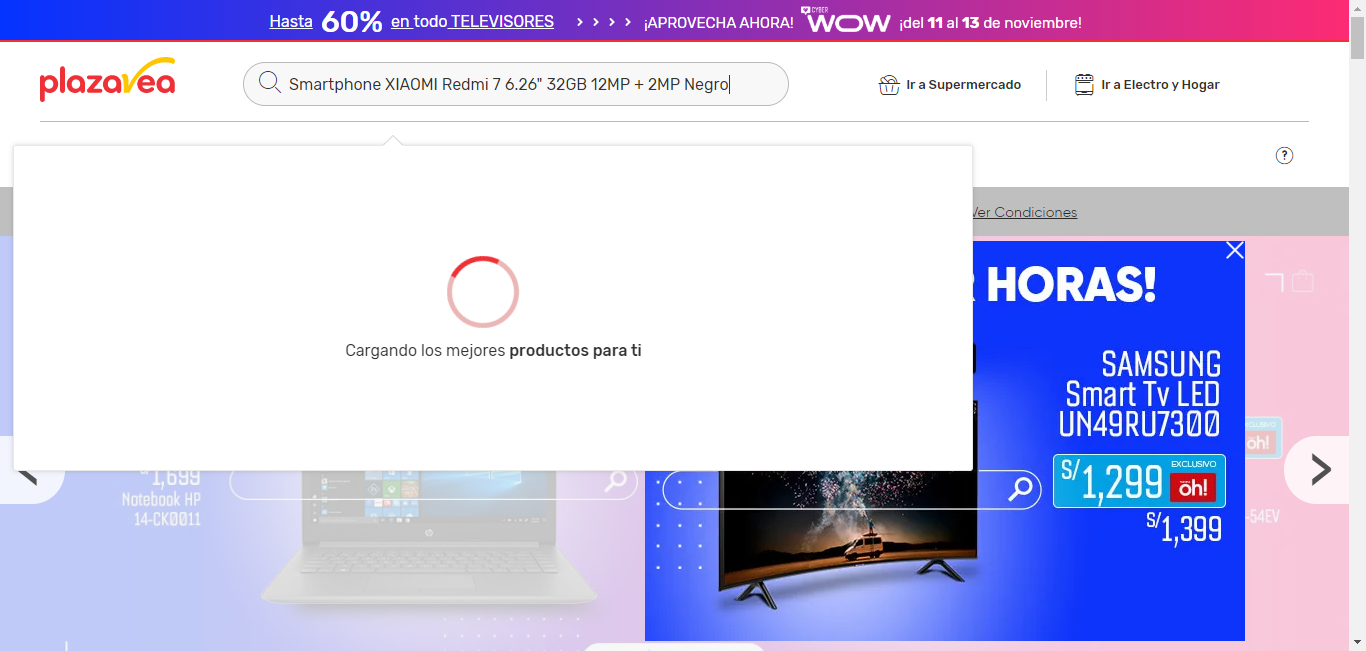 Hasta 60% en todo TELEVISORES > > > > ¡APROVECHA AHORA! CYBER WOW ¡del 11 al 13 de noviembre!
plazavea
Smartphone XIAOMI Redmi 7 6.26" 32GB 12MP + 2MP Negro
Ir a Supermercado
Ir a Electro y Hogar
?
Ver Condiciones
HORAS!
Cargando los mejores productos para ti
SAMSUNG
Smart Tv LED
UN49RU7300
S/ 1,299 EXCLUSIVO oh!
S/ 1,399
1,699
Notebook HP
14-CK0011
oh!
-54EV